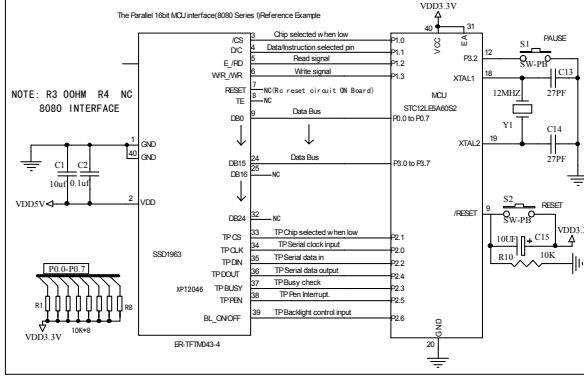 The Parallel 16bit MCU interface(8080 Series I)Reference Example
NOTE: R3 0OHM R4 NC
8080 INTERFACE
/CS 3 Chip selected when low P1.0
D/C 4 Data/Instruction selected pin P1.1
E_/RD 5 Read signal P1.2
W/R_/WR 6 Write signal P1.3
RESET 7 NC(Rc reset circuit ON Board)
TE 8 NC
DB0 9 Data Bus P0.0 to P0.7
DB15 24 Data Bus P3.0 to P3.7
DB16 25 NC
DB24 32 NC
TP CS 33 TP Chip selected when low P2.1
TP CLK 34 TP Serial clock input P2.0
TP DIN 35 TP Serial data in P2.2
TP DOUT 36 TP Serial data output P2.4
TP BUSY 37 TP Busy check P2.3
TP PEN 38 TP Pen Interrupt. P2.5
BL_ON/OFF 39 TP Backlight control input P2.6
1 GND
40 GND
C1 C2
10uf 0.1uf
VDD5V 2 VDD
SSD1963
XPT2046
ER-TFTM043-4
P0.0-P0.7
R1 R8
10K*8
VDD3.3V
VDD3.3V
40 31
VCC EA
MCU
STC12LE5A60S2
P3.2 12
S1 PAUSE
SW-PB
XTAL1 18
C13
27PF
12MHZ
Y1
XTAL2 19
C14
27PF
/RESET 9
S2 RESET
SW-PB
10UF + C15
VDD3.
R10 10K
GND
20